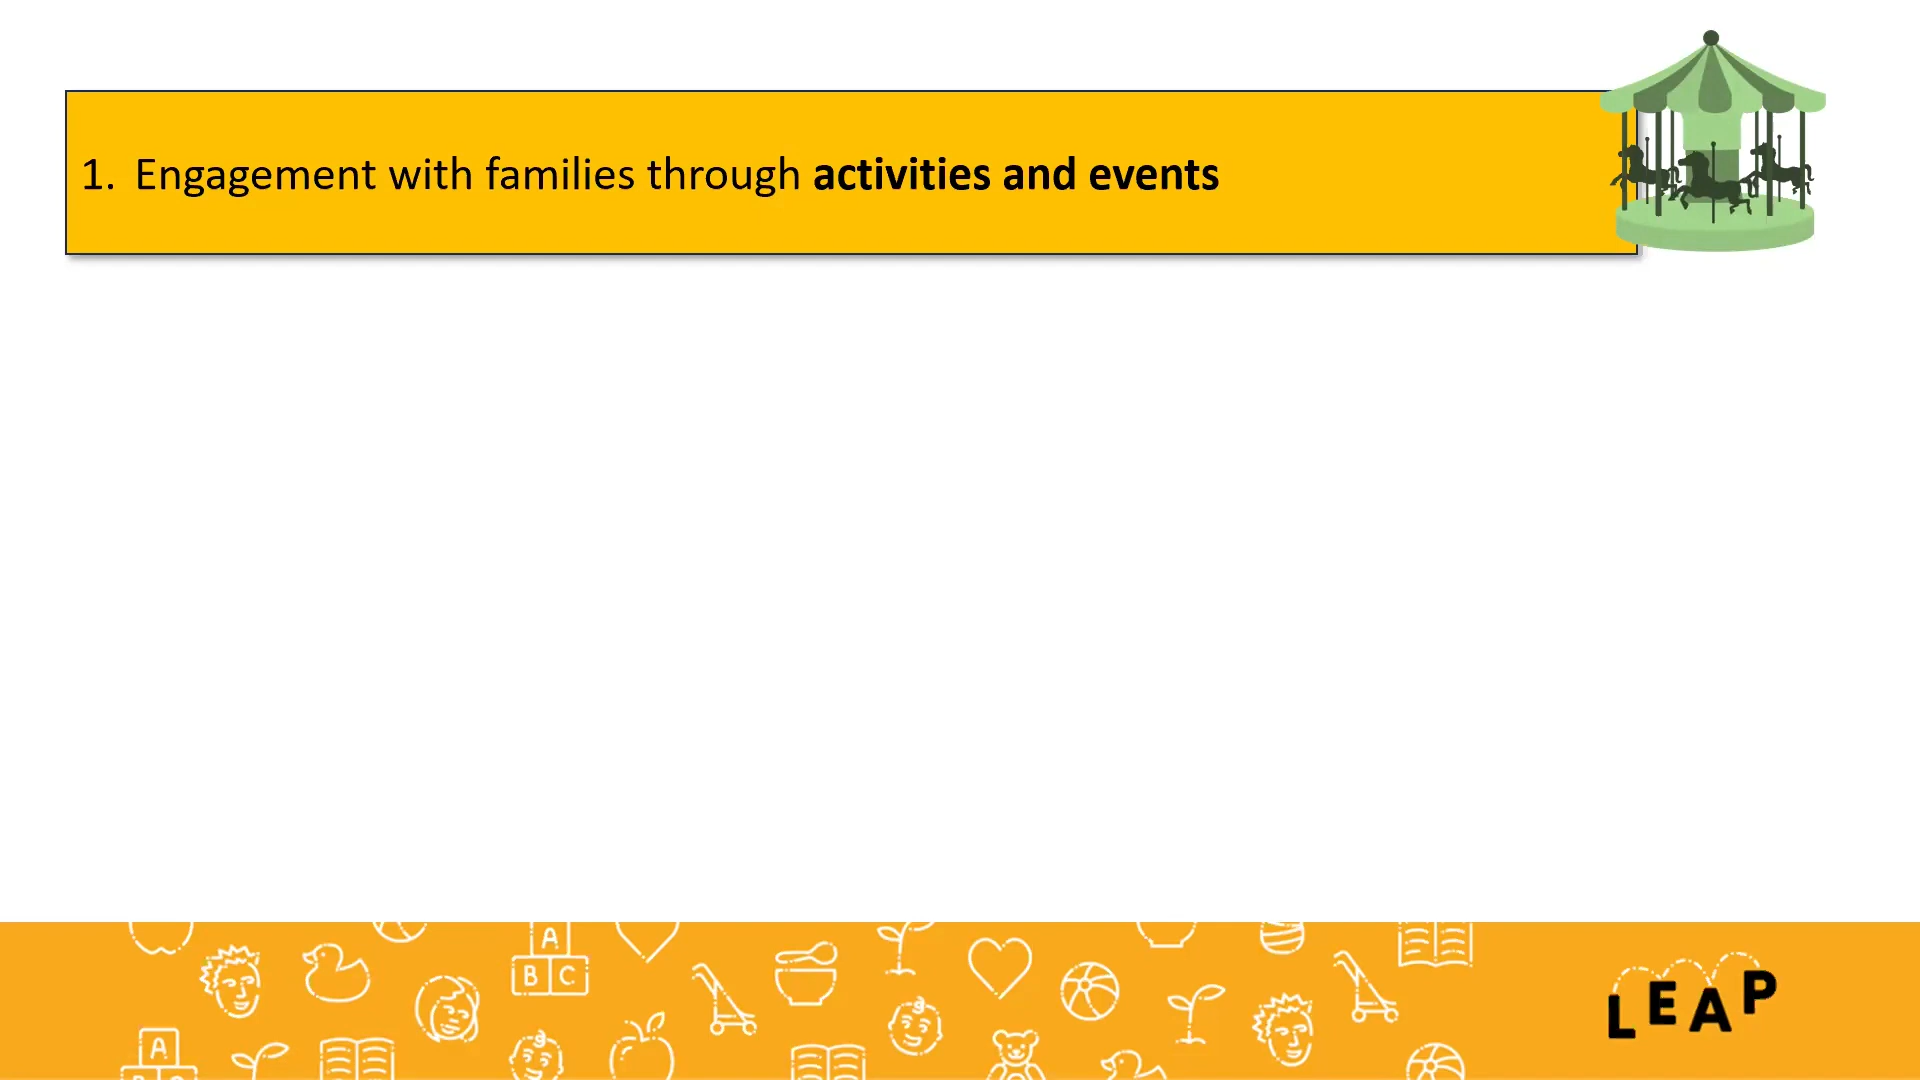 1. Engagement with families through activities and events
A
B C
A
LEAP